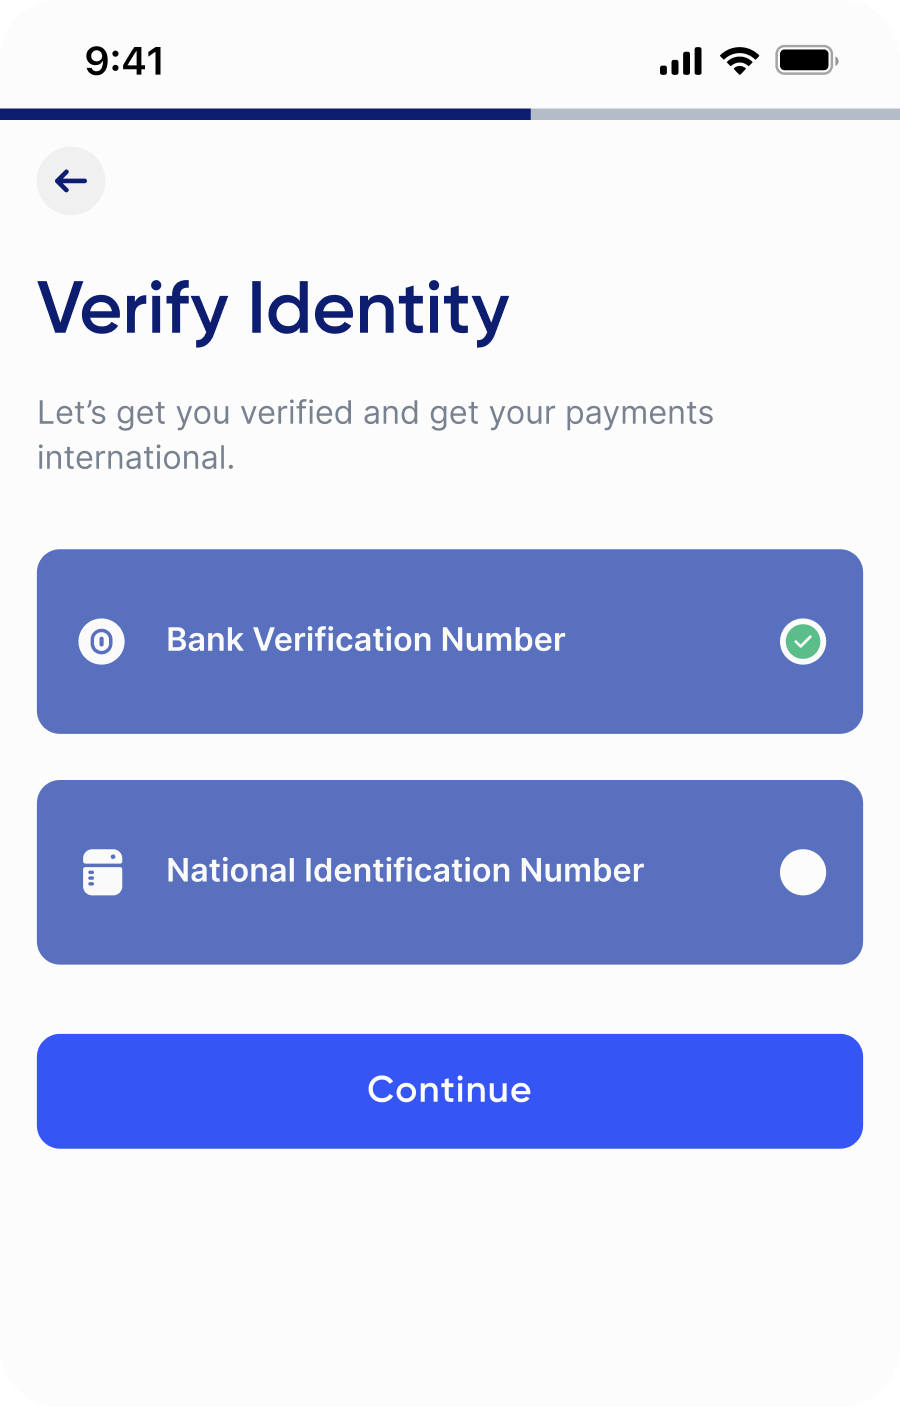 9:41
Verify Identity
Let’s get you verified and get your payments
international.
Bank Verification Number
National Identification Number
Continue